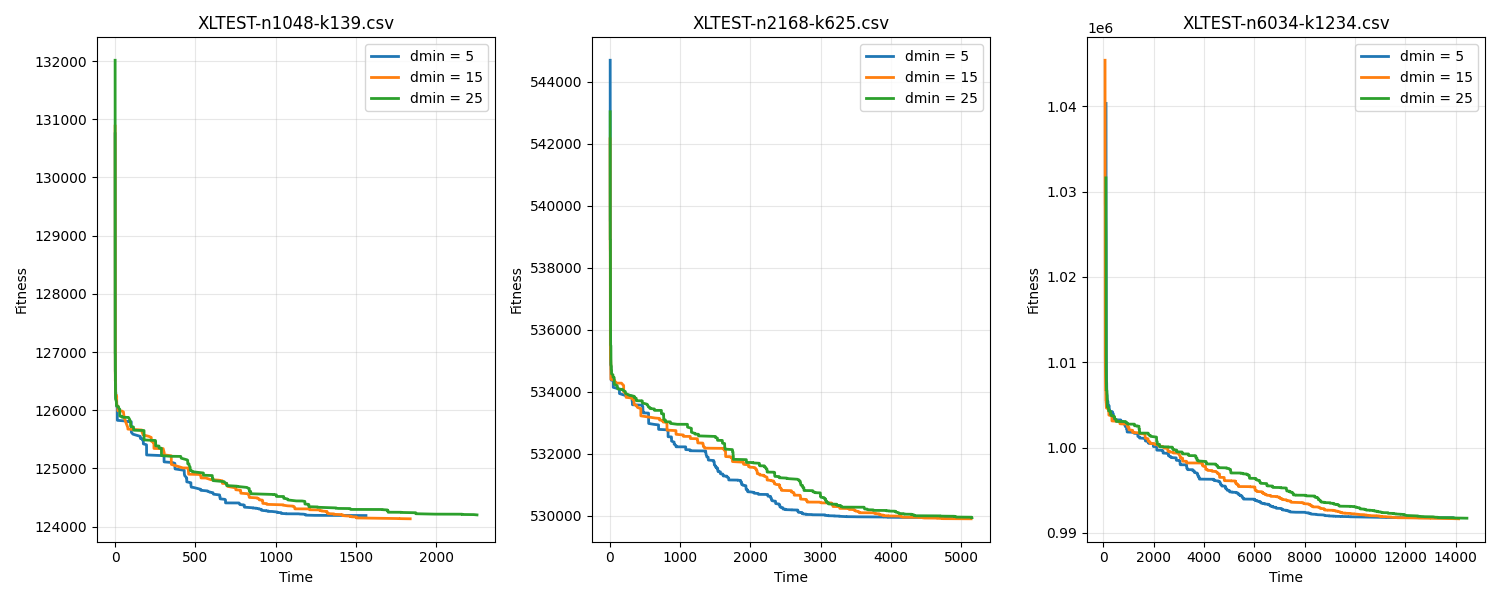 XLTEST-n1048-k139.csv
dmin = 5
dmin = 15
dmin = 25
132000
131000
130000
129000
128000
127000
126000
125000
124000
Fitness
0
500
1000
1500
2000
Time
XLTEST-n2168-k625.csv
dmin = 5
dmin = 15
dmin = 25
544000
542000
540000
538000
536000
534000
532000
530000
Fitness
0
1000
2000
3000
4000
5000
Time
XLTEST-n6034-k1234.csv
1e6
dmin = 5
dmin = 15
dmin = 25
1.04
1.03
1.02
1.01
1.00
0.99
Fitness
0
2000
4000
6000
8000
10000
12000
14000
Time